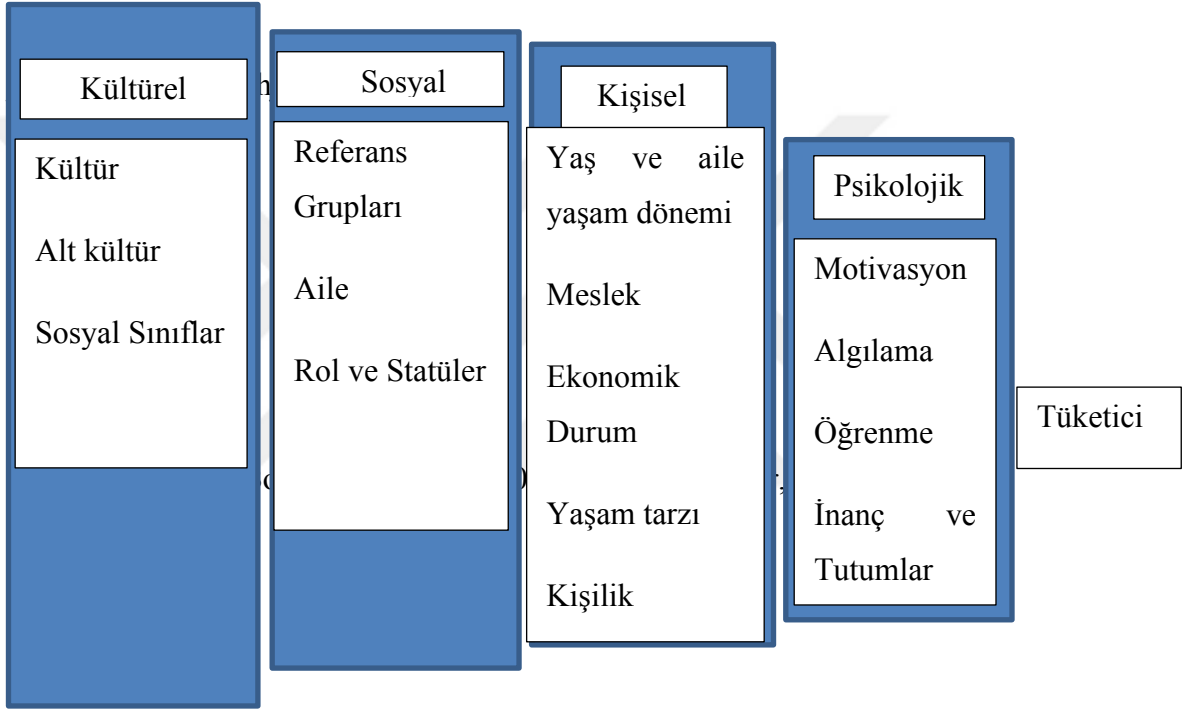 Kültürel
Kültür
Alt kültür
Sosyal Sınıflar
Sosyal
Referans
Grupları
Aile
Rol ve Statüler
Kişisel
Yaş ve aile
yaşam dönemi
Meslek
Ekonomik
Durum
Yaşam tarzı
Kişilik
Psikolojik
Motivasyon
Algılama
Öğrenme
İnanç ve
Tutumlar
Tüketici